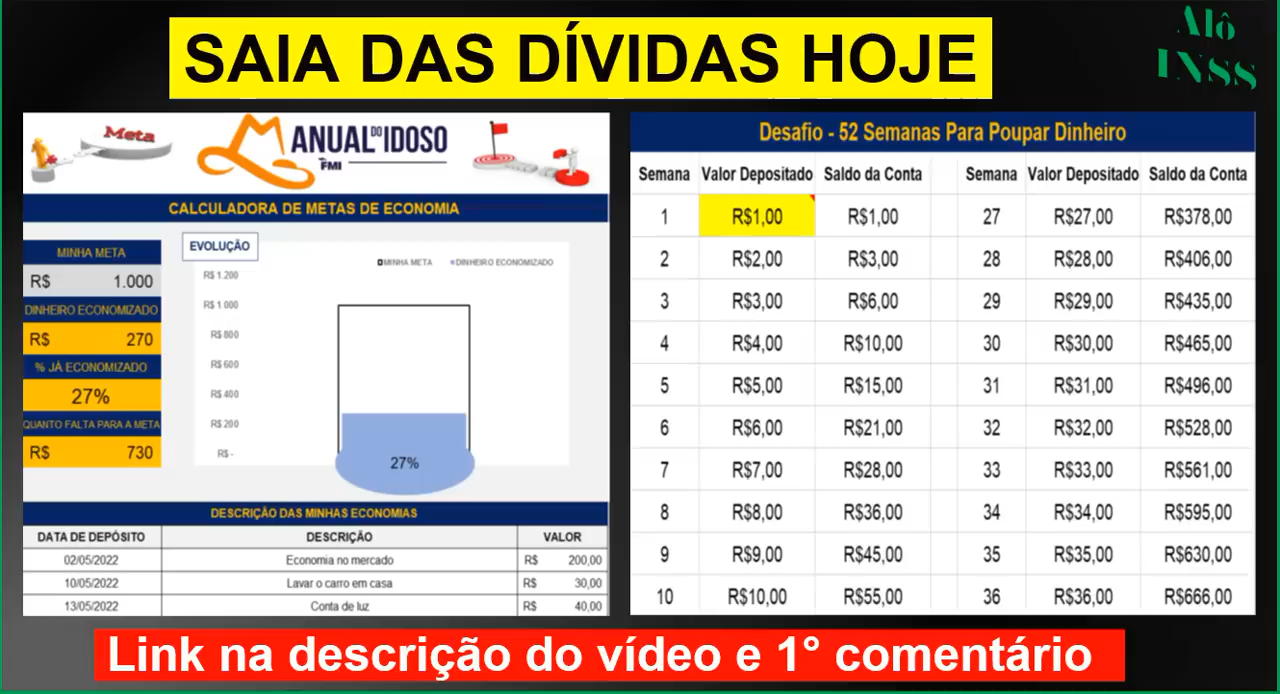 SAIA DAS DÍVIDAS HOJE
Alô
INSS
Meta
MANUAL DO IDOSO
FMI
CALCULADORA DE METAS DE ECONOMIA
MINHA META
R$ 1.000
DINHEIRO ECONOMIZADO
R$ 270
% JÁ ECONOMIZADO
27%
QUANTO FALTA PARA A META
R$ 730
EVOLUÇÃO
MINHA META DINHEIRO ECONOMIZADO
R$ 1.200
R$ 1.000
R$ 800
R$ 600
R$ 400
R$ 200
R$ -
27%
DESCRIÇÃO DAS MINHAS ECONOMIAS
DATA DE DEPÓSITO DESCRIÇÃO VALOR
02/05/2022 Economia no mercado R$ 200,00
10/05/2022 Lavar o carro em casa R$ 30,00
13/05/2022 Conta de luz R$ 40,00
Desafio - 52 Semanas Para Poupar Dinheiro
Semana Valor Depositado Saldo da Conta Semana Valor Depositado Saldo da Conta
1 R$1,00 R$1,00 27 R$27,00 R$378,00
2 R$2,00 R$3,00 28 R$28,00 R$406,00
3 R$3,00 R$6,00 29 R$29,00 R$435,00
4 R$4,00 R$10,00 30 R$30,00 R$465,00
5 R$5,00 R$15,00 31 R$31,00 R$496,00
6 R$6,00 R$21,00 32 R$32,00 R$528,00
7 R$7,00 R$28,00 33 R$33,00 R$561,00
8 R$8,00 R$36,00 34 R$34,00 R$595,00
9 R$9,00 R$45,00 35 R$35,00 R$630,00
10 R$10,00 R$55,00 36 R$36,00 R$666,00
Link na descrição do vídeo e 1° comentário